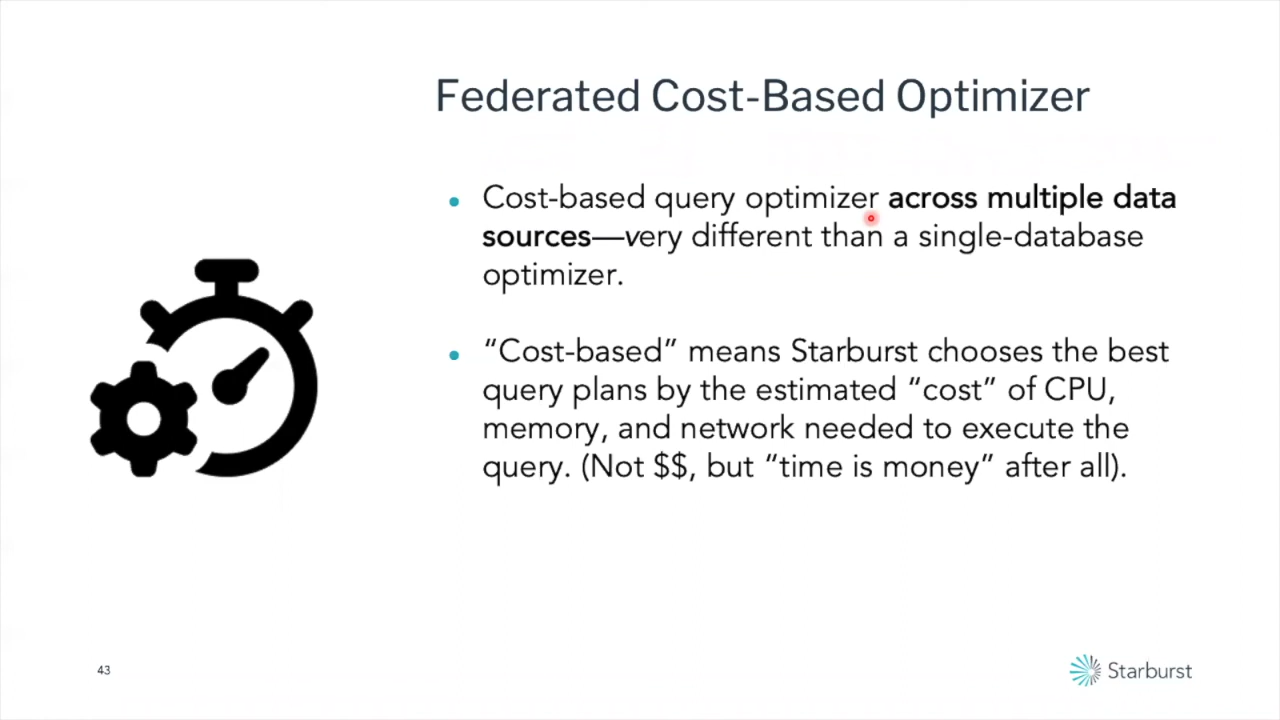 Federated Cost-Based Optimizer
• Cost-based query optimizer across multiple data
sources—very different than a single-database
optimizer.
• “Cost-based” means Starburst chooses the best
query plans by the estimated “cost” of CPU,
memory, and network needed to execute the
query. (Not $$, but “time is money” after all).
43
Starburst